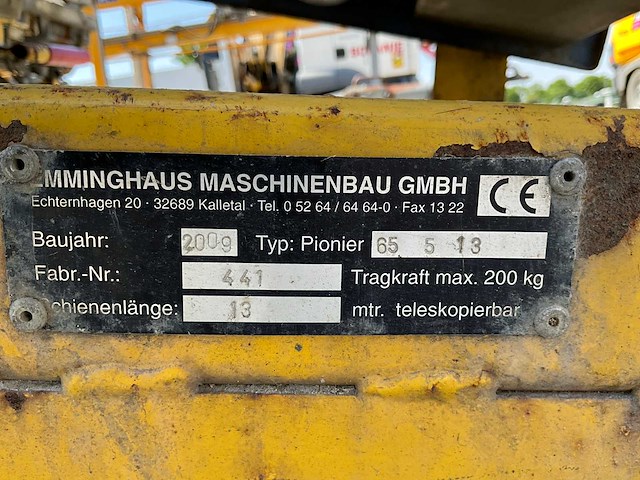 EMMINGHAUS MASCHINENBAU GMBH
Echternhagen 20 · 32689 Kalletal · Tel. 0 52 64 / 64 64-0 · Fax 13 22
CE
Baujahr: 2009 Typ: Pionier 65 5 13
Fabr.-Nr.: 441 Tragkraft max. 200 kg
chienenlänge: 13 mtr. teleskopierbar